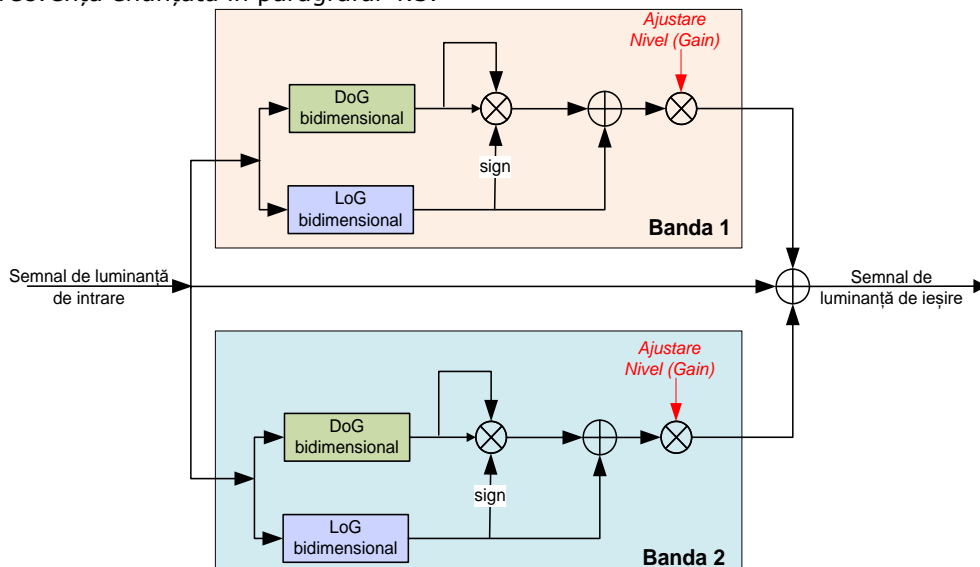 Ajustare
Nivel (Gain)
DoG
bidimensional
sign
LoG
bidimensional
Banda 1
Semnal de luminanță
de intrare
Semnal de
luminanță de ieșire
Ajustare
Nivel (Gain)
DoG
bidimensional
sign
LoG
bidimensional
Banda 2